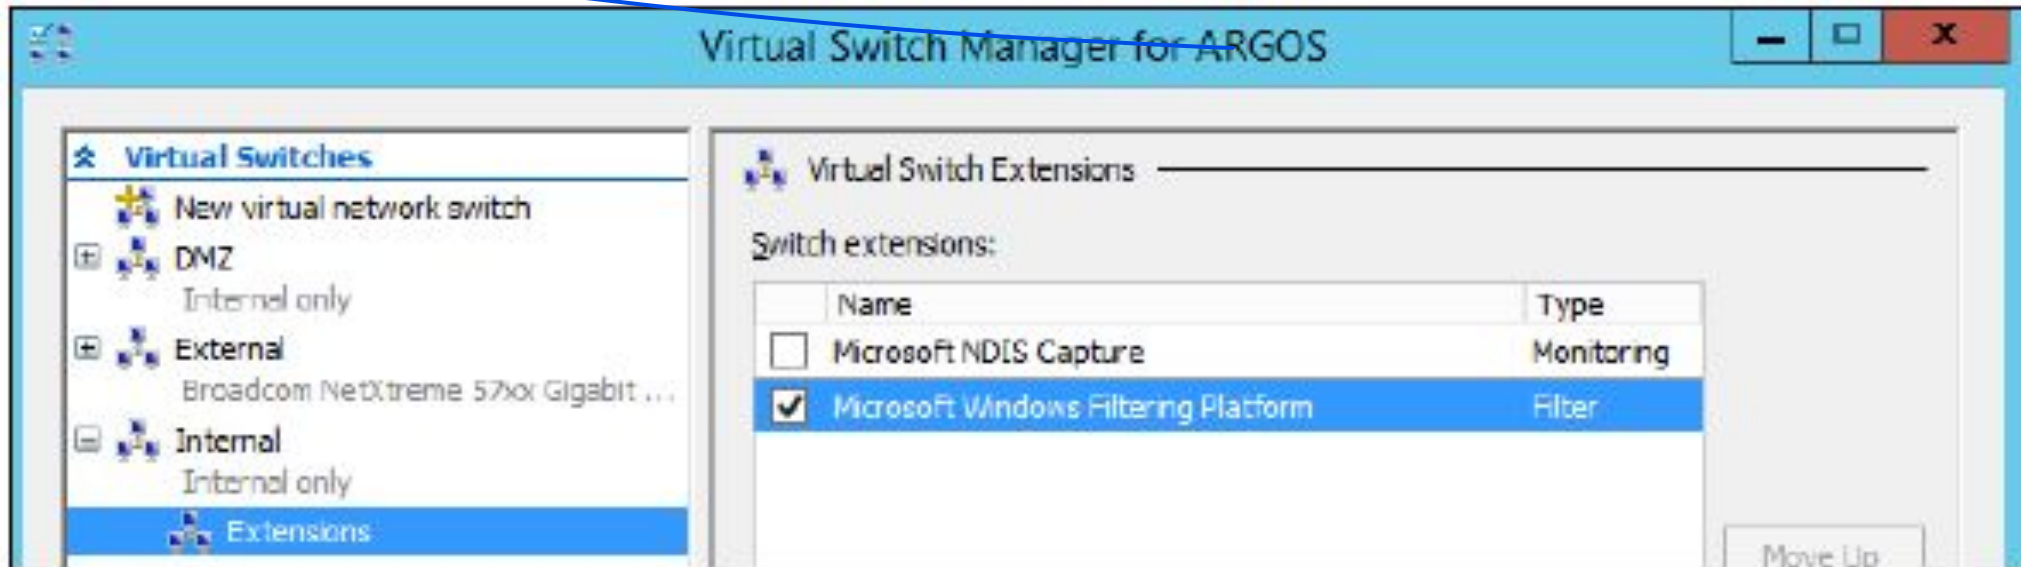 Virtual Switch Manager for ARGOS
x
Virtual Switches
New virtual network switch
DMZ
Internal only
External
Broadcom NetXtreme 57xx Gigabit ...
Internal
Internal only
Extensions
Virtual Switch Extensions
Switch extensions:
Name Type
Microsoft NDIS Capture Monitoring
Microsoft Windows Filtering Platform Filter
Move Up